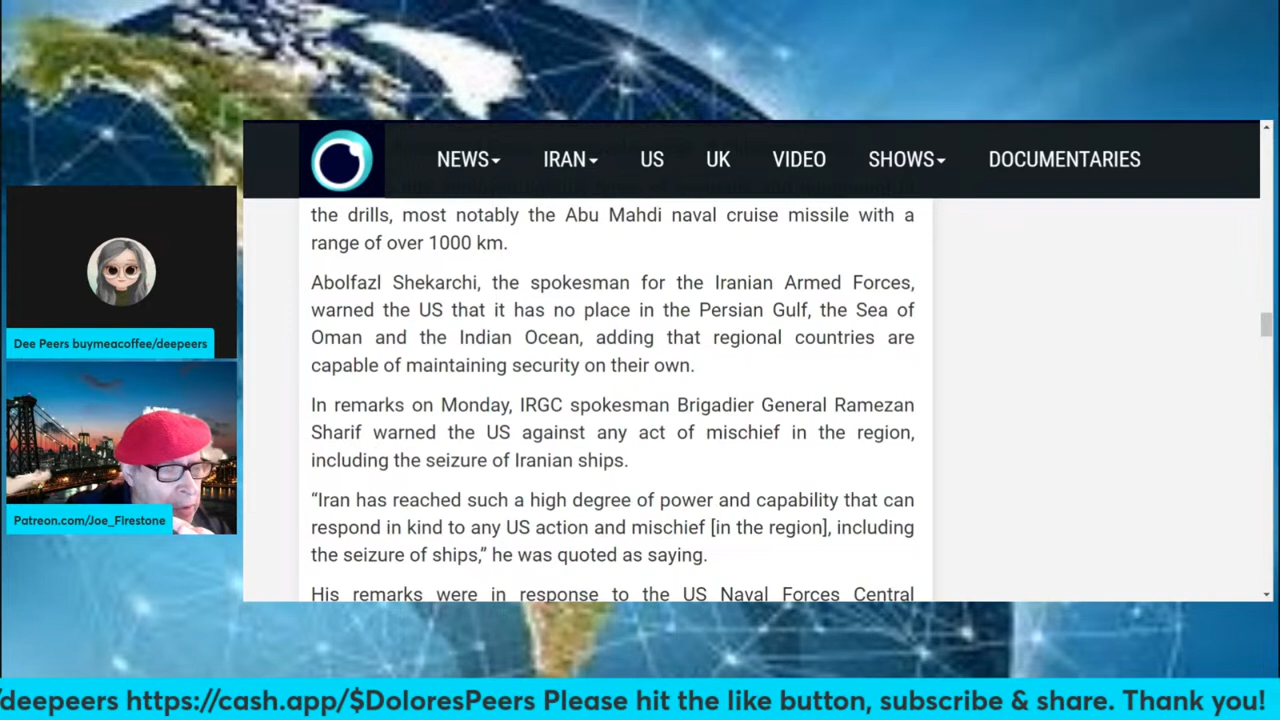 NEWS IRAN US UK VIDEO SHOWS DOCUMENTARIES
the drills, most notably the Abu Mahdi naval cruise missile with a
range of over 1000 km.
Abolfazl Shekarchi, the spokesman for the Iranian Armed Forces,
warned the US that it has no place in the Persian Gulf, the Sea of
Oman and the Indian Ocean, adding that regional countries are
capable of maintaining security on their own.
In remarks on Monday, IRGC spokesman Brigadier General Ramezan
Sharif warned the US against any act of mischief in the region,
including the seizure of Iranian ships.
“Iran has reached such a high degree of power and capability that can
respond in kind to any US action and mischief [in the region], including
the seizure of ships,” he was quoted as saying.
His remarks were in response to the US Naval Forces Central
Dee Peers buymeacoffee/deepeers
Patreon.com/Joe_Firestone
/deepeers https://cash.app/$DoloresPeers Please hit the like button, subscribe & share. Thank you!